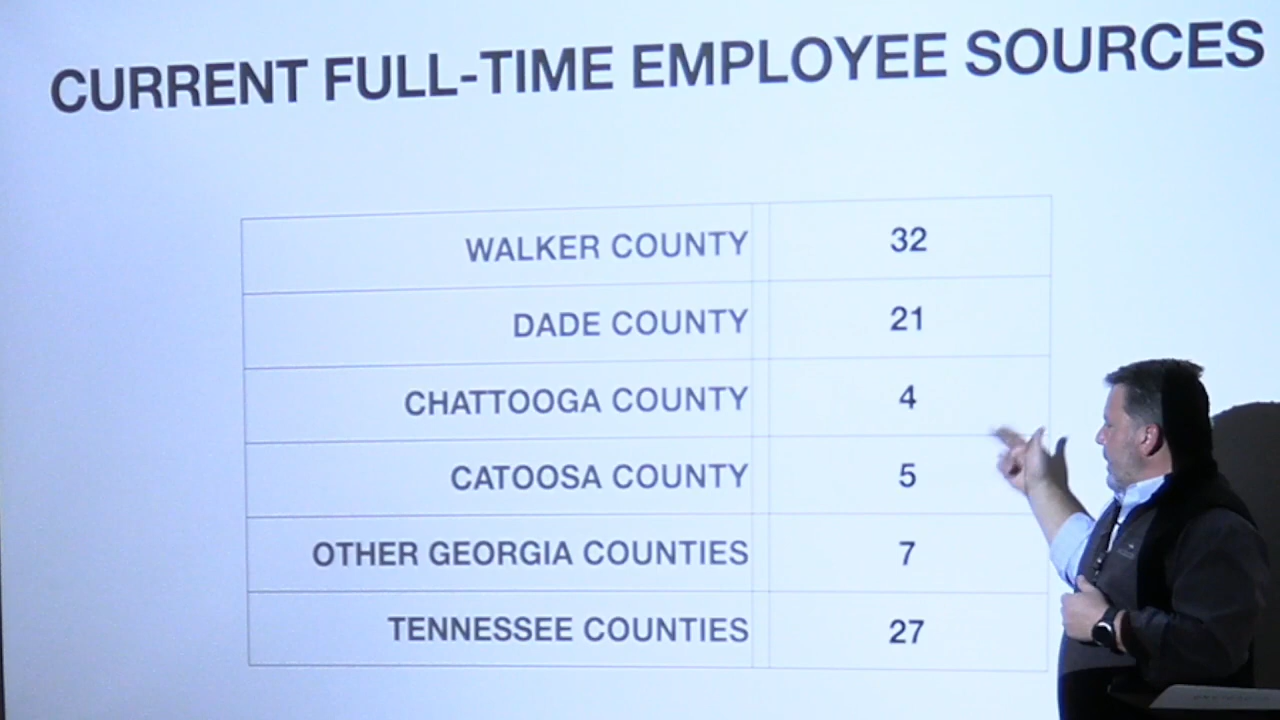 CURRENT FULL-TIME EMPLOYEE SOURCES
WALKER COUNTY 32
DADE COUNTY 21
CHATTOOGA COUNTY 4
CATOOSA COUNTY 5
OTHER GEORGIA COUNTIES 7
TENNESSEE COUNTIES 27